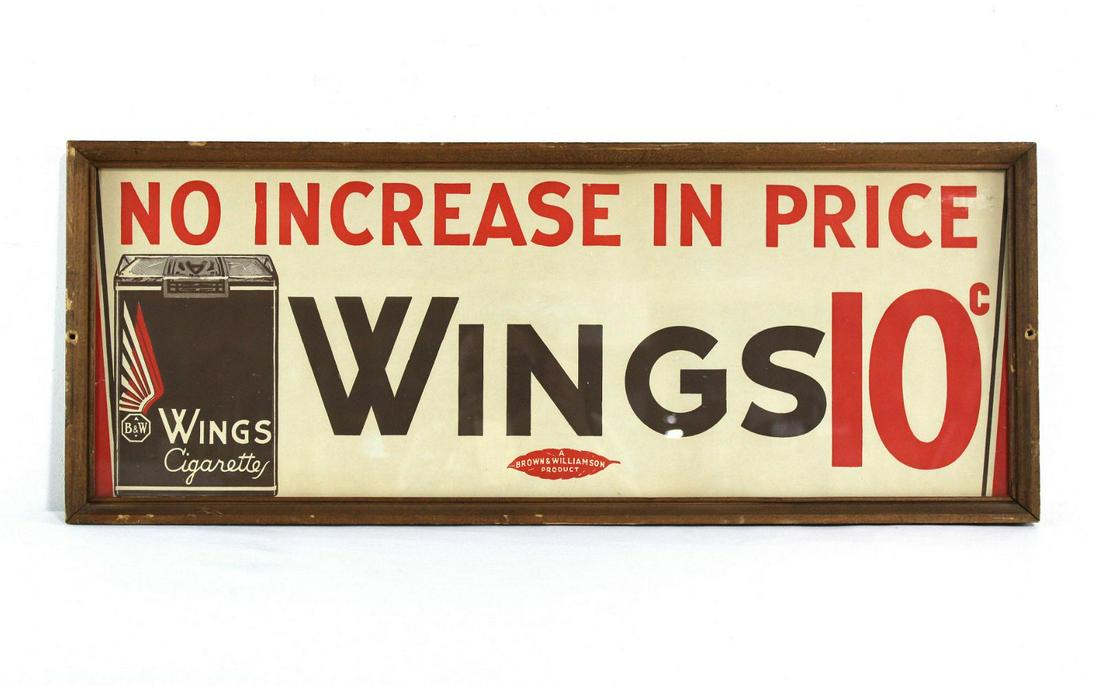 NO INCREASE IN PRICE
WINGS 10c
B&W
WINGS
Cigarettes
A
BROWN & WILLIAMSON
PRODUCT